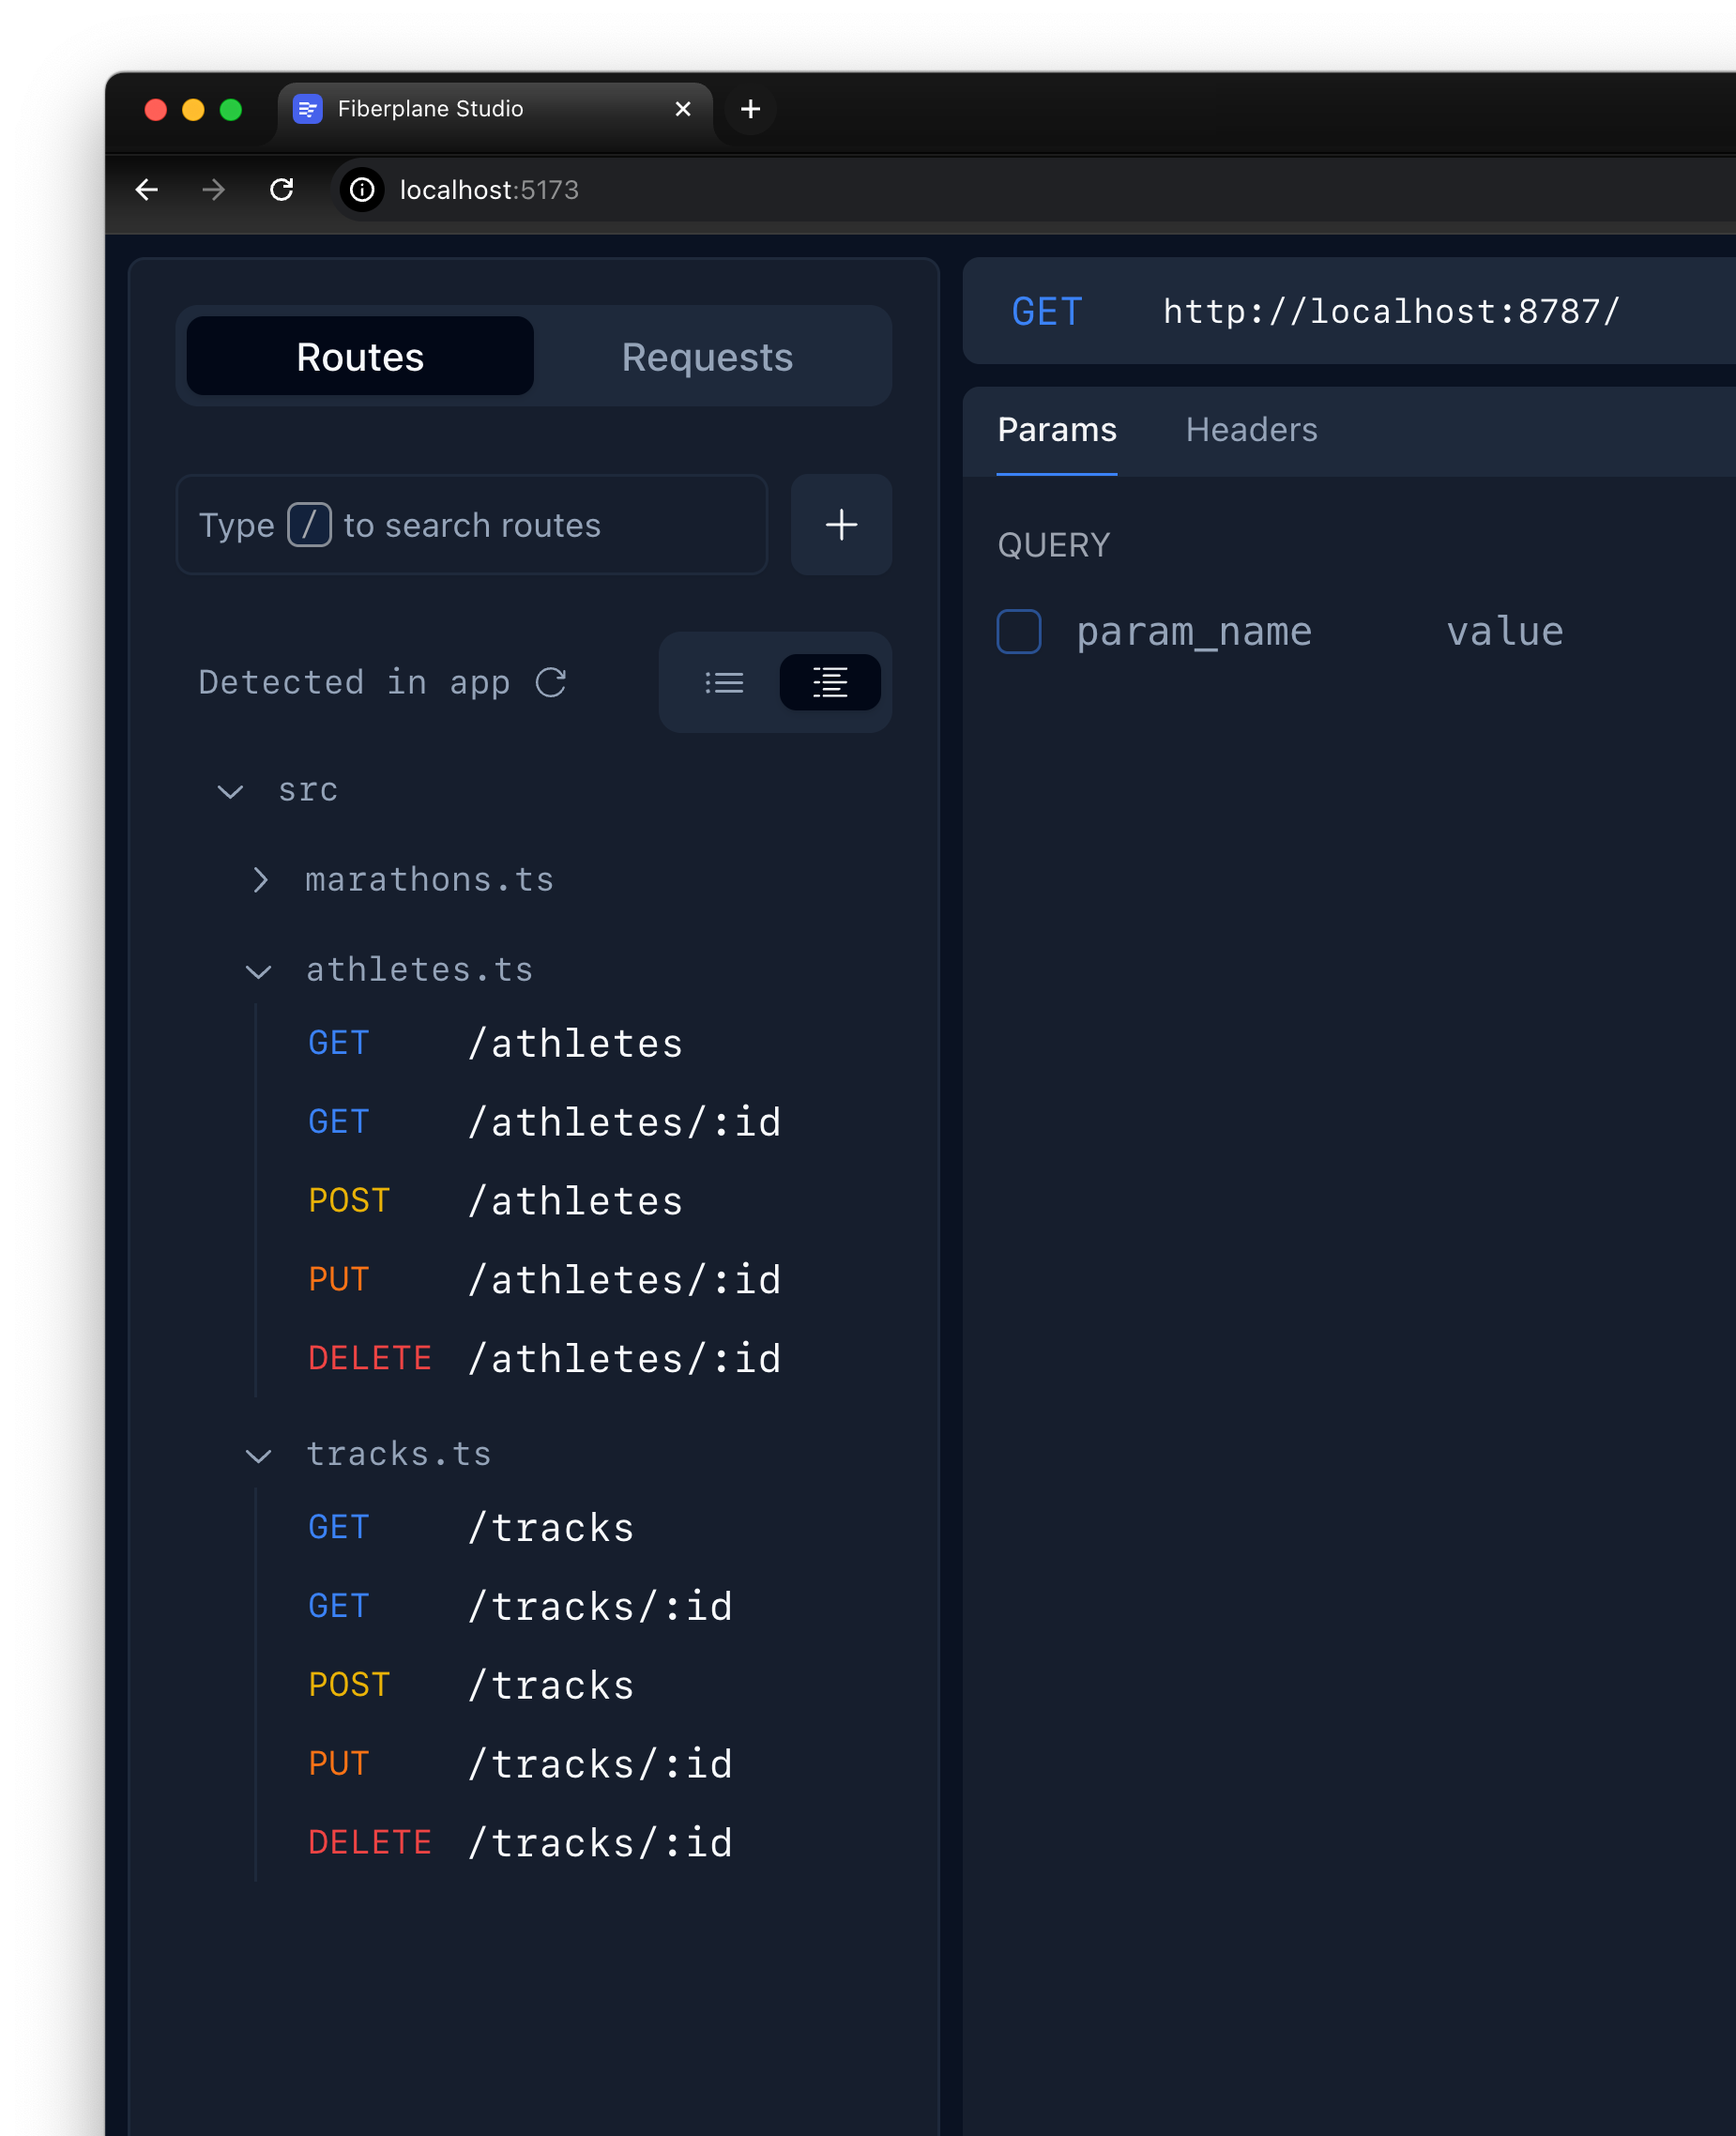 Fiberplane Studio
localhost:5173
Routes Requests
Type / to search routes
Detected in app
src
marathons.ts
athletes.ts
GET /athletes
GET /athletes/:id
POST /athletes
PUT /athletes/:id
DELETE /athletes/:id
tracks.ts
GET /tracks
GET /tracks/:id
POST /tracks
PUT /tracks/:id
DELETE /tracks/:id
GET http://localhost:8787/
Params Headers
QUERY
param_name value